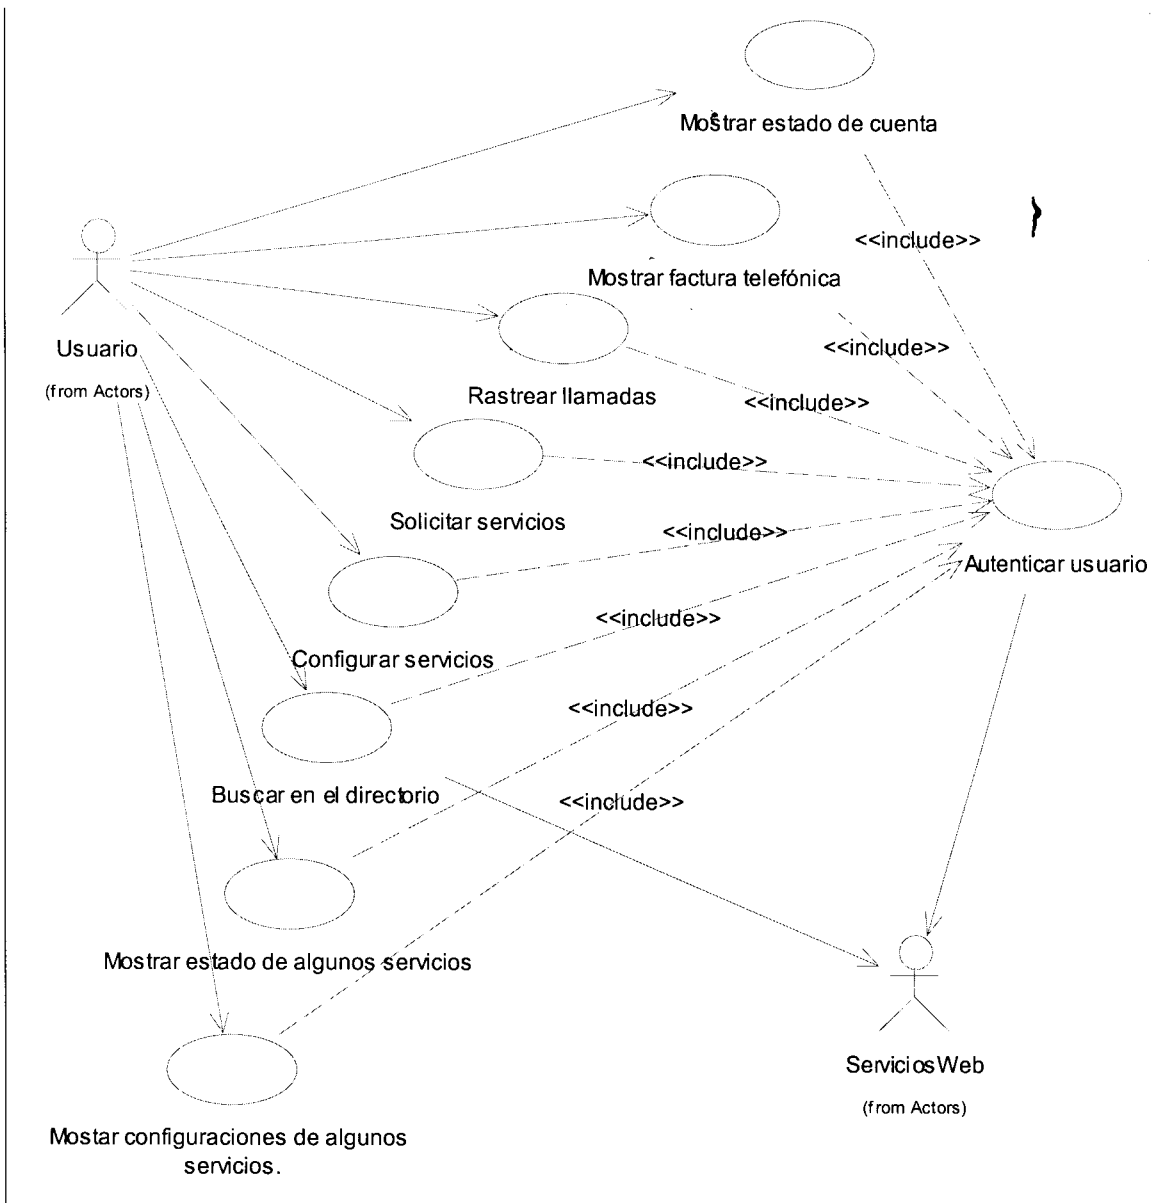 Mostrar estado de cuenta
<<include>>
Mostrar factura telefónica
<<include>>
Usuario
(from Actors)
Rastrear llamadas
<<include>>
<<include>>
Solicitar servicios
<<include>>
Autenticar usuario
<<include>>
Configurar servicios
<<include>>
Buscar en el directorio
<<include>>
Mostrar estado de algunos servicios
ServiciosWeb
(from Actors)
Mostar configuraciones de algunos
servicios.